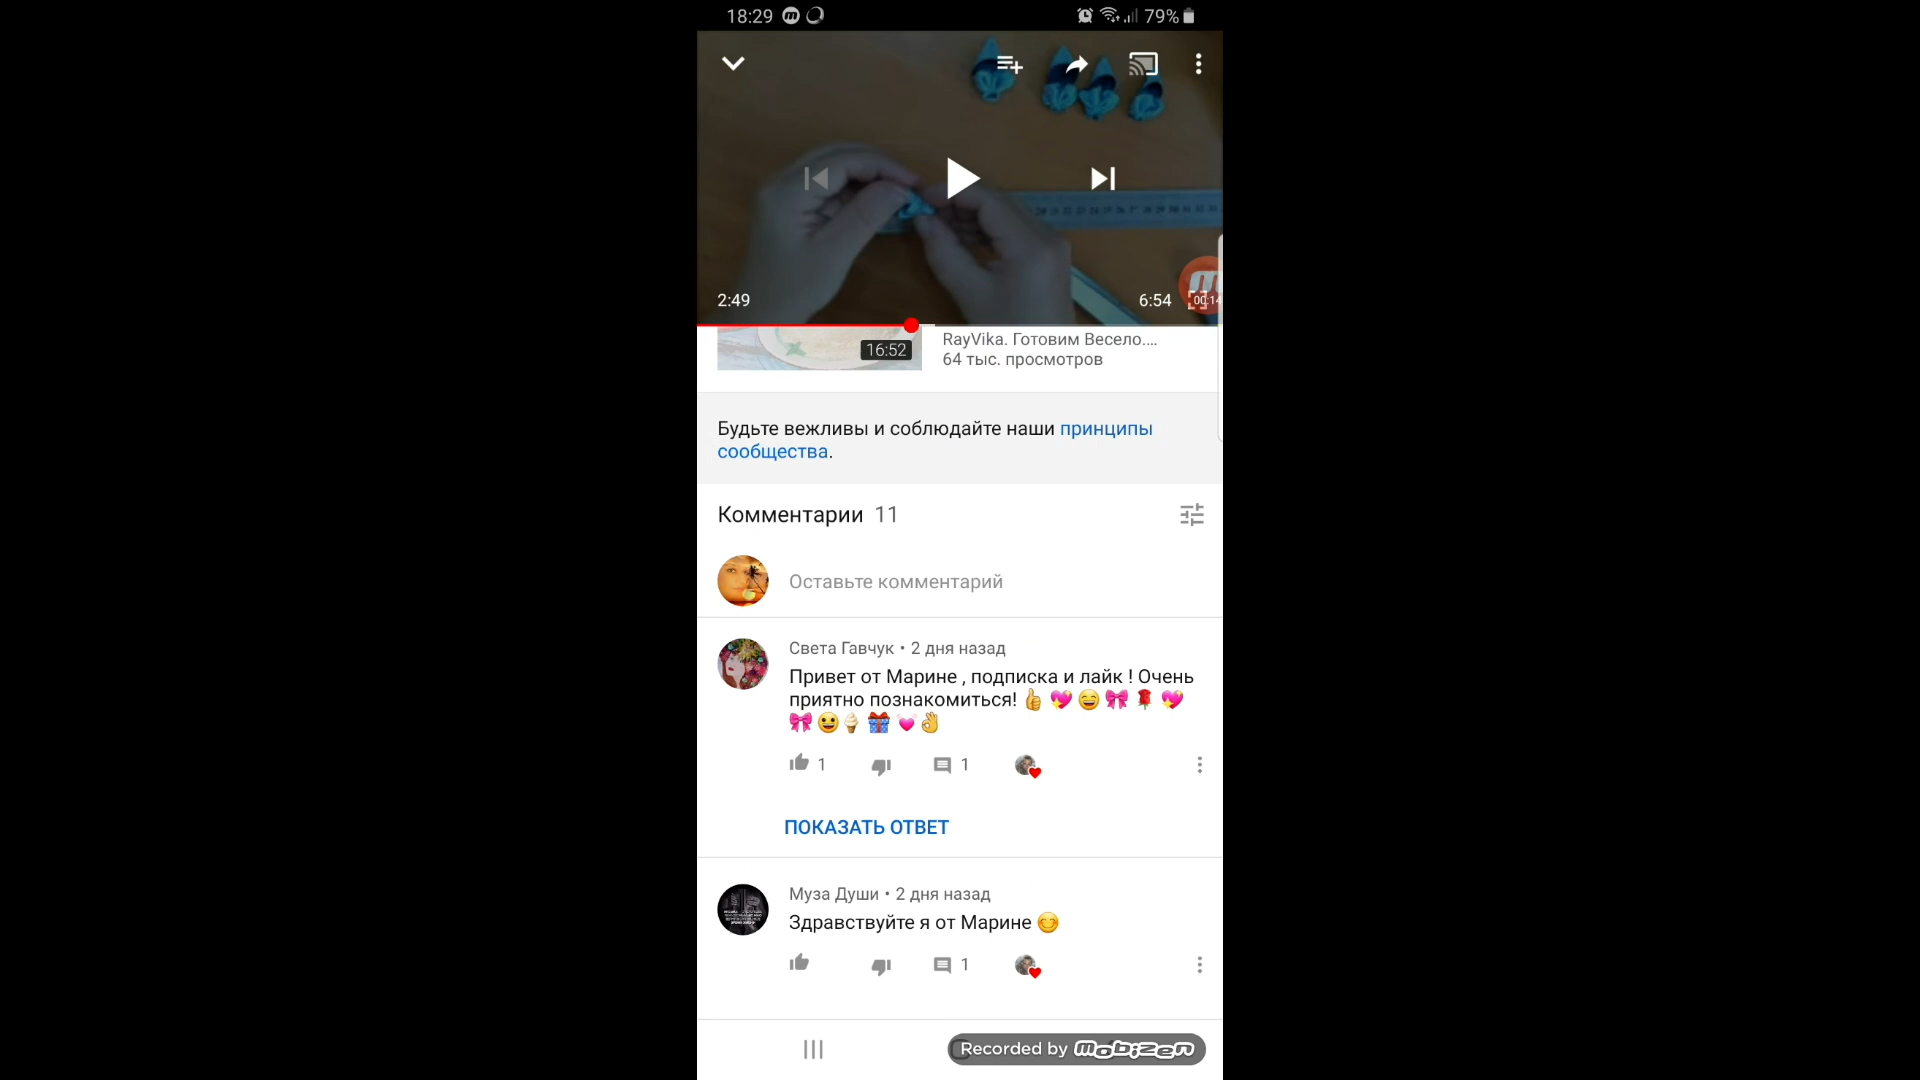 18:29
79%
2:49
6:54
00:14
16:52
RayVika. Готовим Весело....
64 тыс. просмотров
Будьте вежливы и соблюдайте наши принципы
сообщества.
Комментарии 11
Оставьте комментарий
Света Гавчук • 2 дня назад
Привет от Марине , подписка и лайк ! Очень
приятно познакомиться! 👍 💖 😄 🎀 🌹 💖
🎀 😀 🍦 🎁 💓 👌
1
1
ПОКАЗАТЬ ОТВЕТ
Муза Души • 2 дня назад
Здравствуйте я от Марине 😊
1
Recorded by mobizen